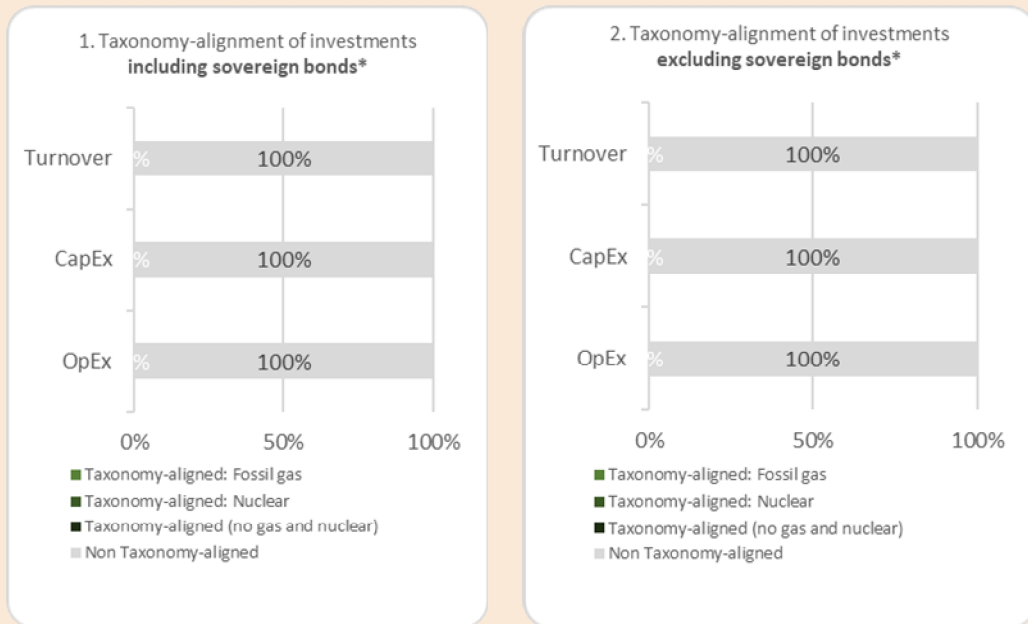 1. Taxonomy-alignment of investments
including sovereign bonds*
Turnover
%
100%
CapEx
%
100%
OpEx
%
100%
0%
50%
100%
Taxonomy-aligned: Fossil gas
Taxonomy-aligned: Nuclear
Taxonomy-aligned (no gas and nuclear)
Non Taxonomy-aligned
2. Taxonomy-alignment of investments
excluding sovereign bonds*
Turnover
%
100%
CapEx
%
100%
OpEx
%
100%
0%
50%
100%
Taxonomy-aligned: Fossil gas
Taxonomy-aligned: Nuclear
Taxonomy-aligned (no gas and nuclear)
Non Taxonomy-aligned